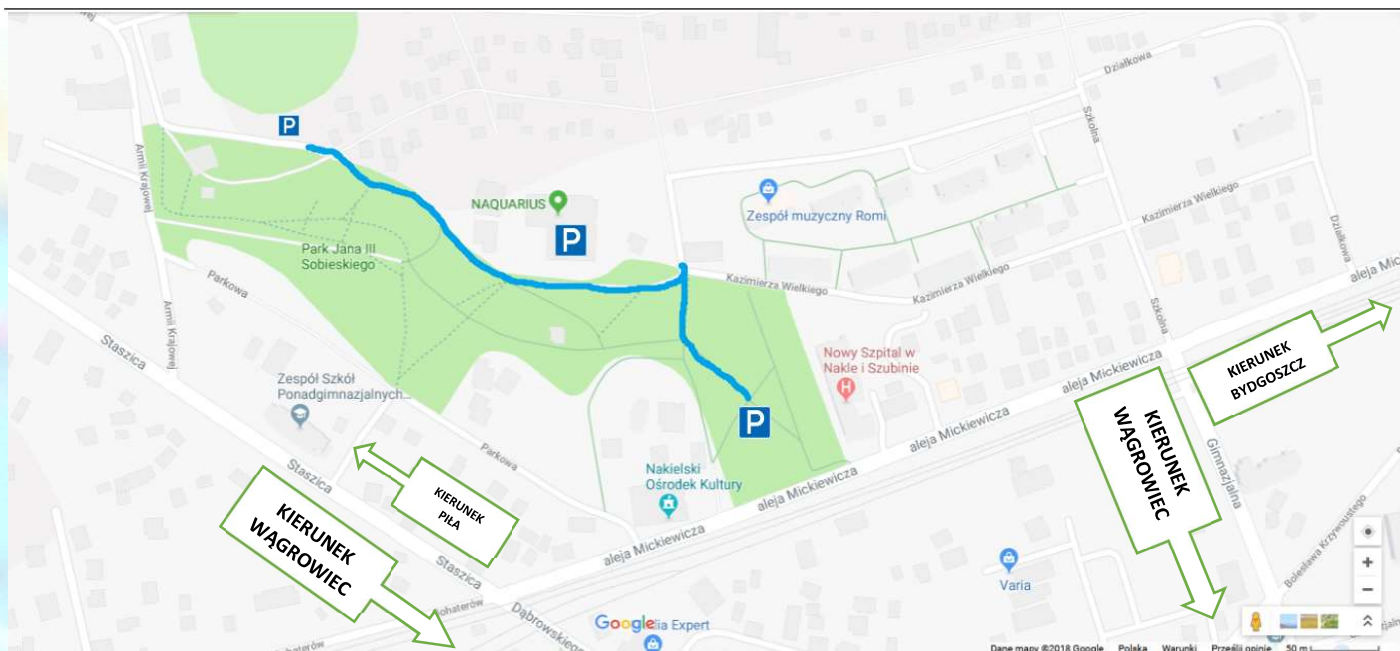 Działkowa
Szkolna
P
Armii Krajowej
NAQUARIUS
P
Zespół muzyczny Romi
Kazimierza Wielkiego
Działkowa
Park Jana III
Sobieskiego
Parkowa
Kazimierza Wielkiego
Kazimierza Wielkiego
aleja
Szkolna
Armii Krajowej
Staszica
Nowy Szpital w
Nakle i Szubinie
H
aleja Mickiewicza
KIERUNEK
BYDGOSZCZ
Zespół Szkół
Ponadgimnazjalnych...
P
aleja Mickiewicza
KIERUNEK
WĄGROWIEC
Gimnazjalna
Parkowa
Staszica
Nakielski
Ośrodek Kultury
aleja Mickiewicza
KIERUNEK
PIŁA
KIERUNEK
WĄGROWIEC
aleja Mickiewicza
Staszica
Bolesława Krzywoustego
Varia
Dąbrowskiego
Google
Expert
Dane mapy ©2018 Google Polska Warunki Prześlij opinię 50 m